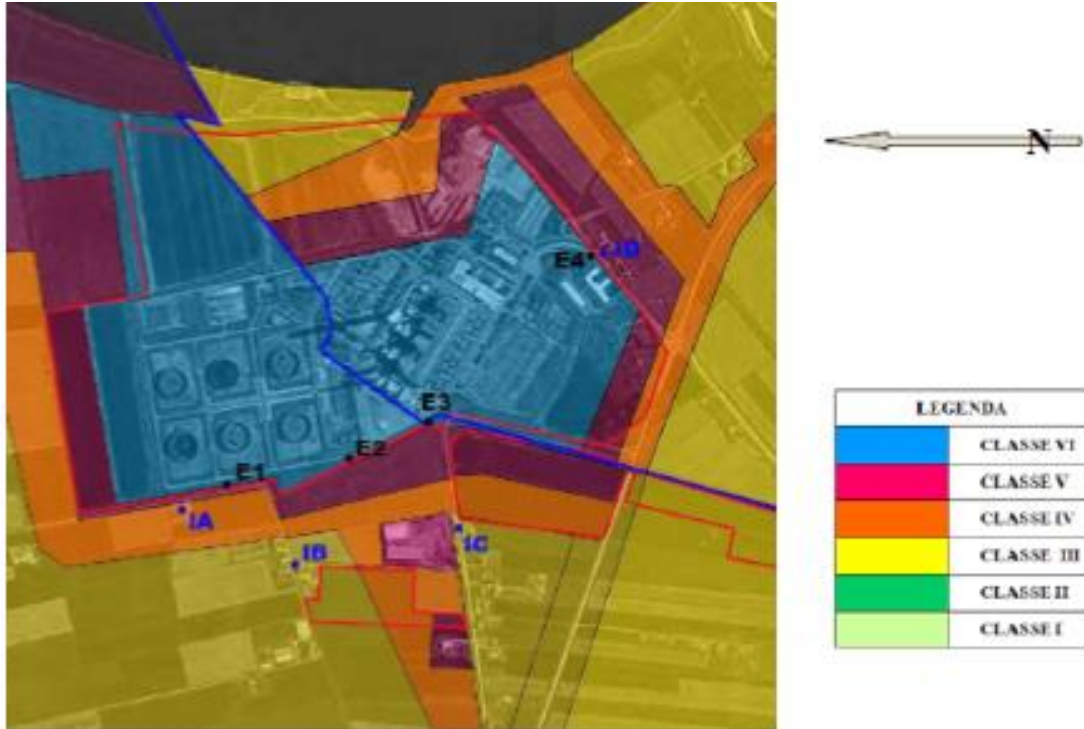 N
E4
E3
E2
E1
IA
IB
IC
LEGENDA
CLASSE VI
CLASSE V
CLASSE IV
CLASSE III
CLASSE II
CLASSE I